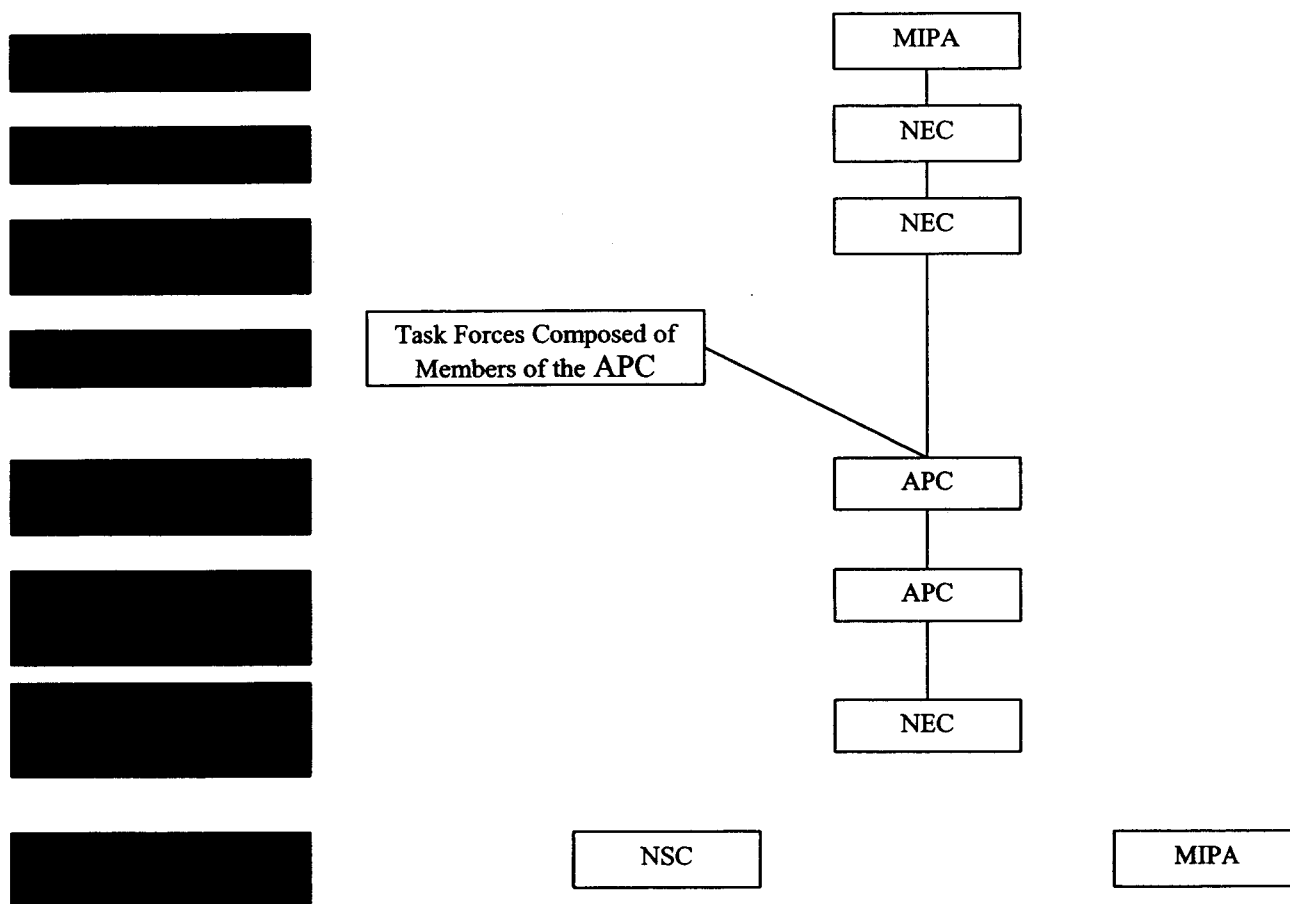 MIPA
NEC
NEC
Task Forces Composed of
Members of the APC
APC
APC
NEC
NSC
MIPA